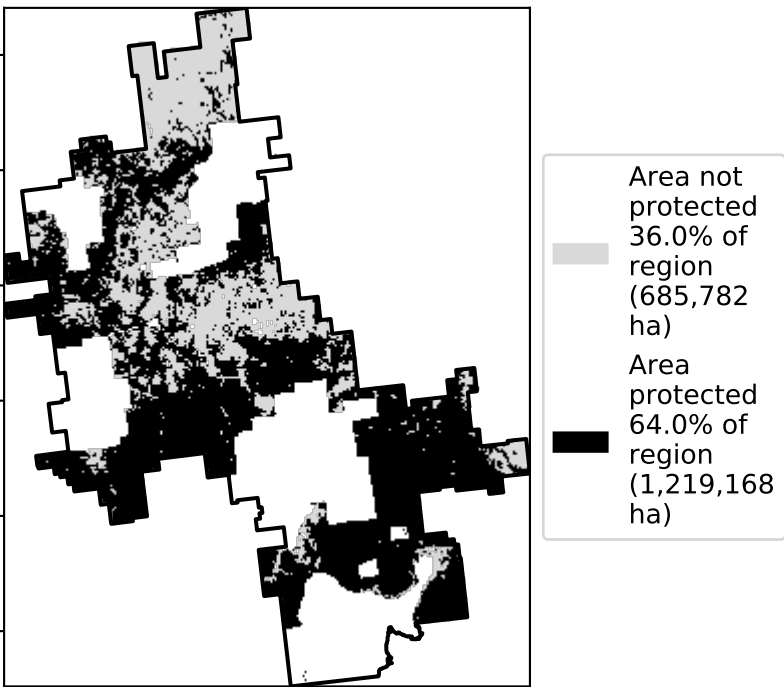 Area not
protected
36.0% of
region
(685,782
ha)
Area
protected
64.0% of
region
(1,219,168
ha)